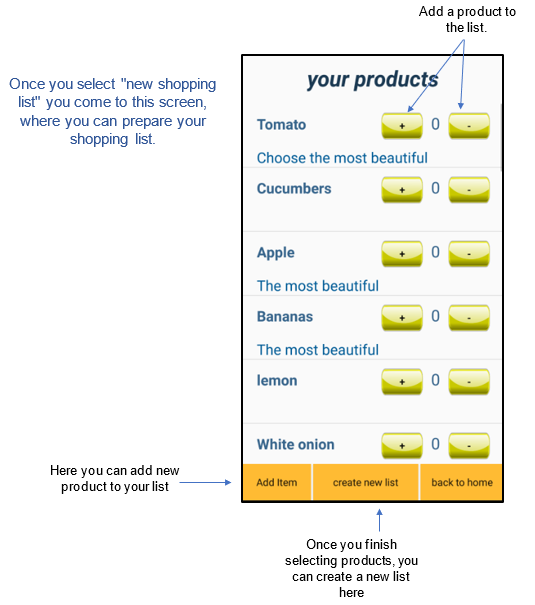 Add a product to
the list.
Once you select "new shopping
list" you come to this screen,
where you can prepare your
shopping list.
your products
Tomato + 0 -
Choose the most beautiful
Cucumbers + 0 -
Apple + 0 -
The most beautiful
Bananas + 0 -
The most beautiful
lemon + 0 -
White onion + 0 -
Here you can add new
product to your list
Add Item create new list back to home
Once you finish
selecting products, you
can create a new list
here